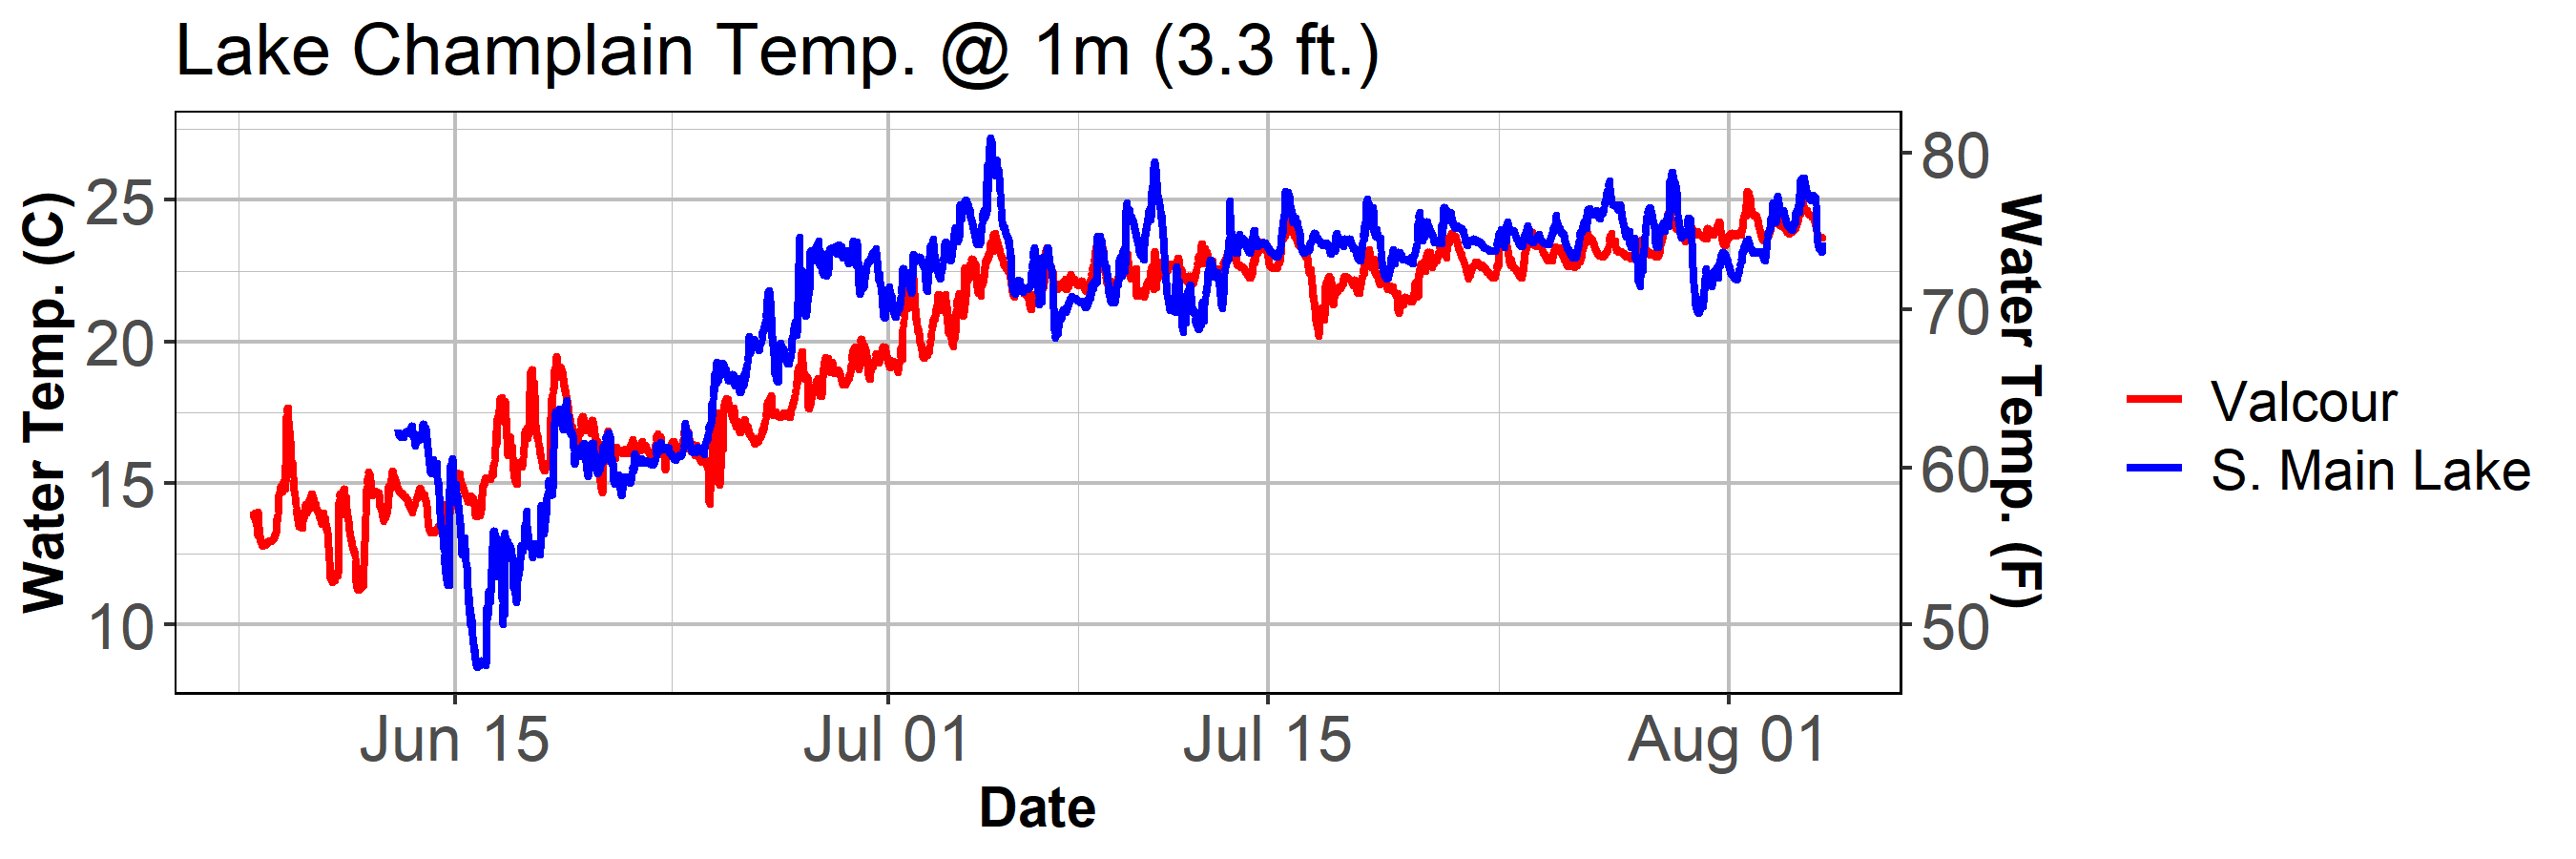 Lake Champlain Temp. @ 1m (3.3 ft.)
Water Temp. (C)
25
20
15
10
80
70
60
50
Water Temp. (F)
Jun 15
Jul 01
Jul 15
Aug 01
Date
Valcour
S. Main Lake